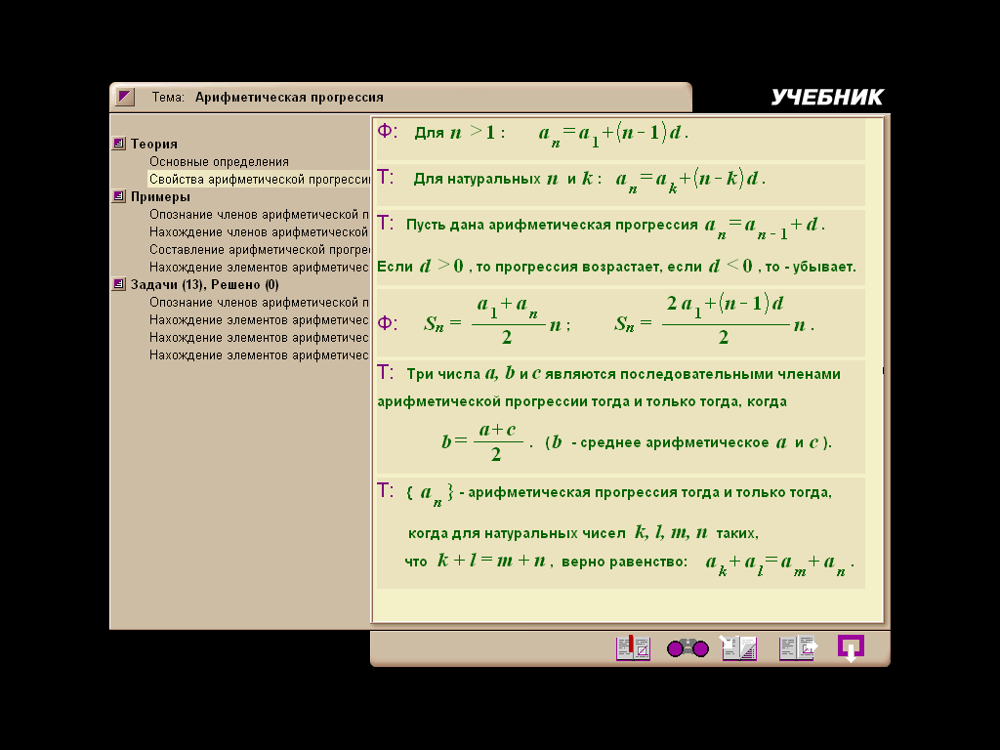 Тема: Арифметическая прогрессия
УЧЕБНИК
Теория
Основные определения
Свойства арифметической прогрессии
Примеры
Опознание членов арифметической п
Нахождение членов арифметической
Составление арифметической прогрес
Нахождение элементов арифметичес
Задачи (13), Решено (0)
Опознание членов арифметической п
Нахождение элементов арифметичес
Нахождение элементов арифметичес
Нахождение элементов арифметичес
Ф: Для n > 1 : a_n = a_1 + (n - 1) d .
Т: Для натуральных n и k : a_n = a_k + (n - k) d .
Т: Пусть дана арифметическая прогрессия a_n = a_{n-1} + d .
Если d > 0 , то прогрессия возрастает, если d < 0 , то - убывает.
Ф: S_n = (a_1 + a_n)/2 n ; S_n = (2 a_1 + (n - 1) d)/2 n .
Т: Три числа a, b и c являются последовательными членами
арифметической прогрессии тогда и только тогда, когда
b = (a + c)/2 . (b - среднее арифметическое a и c ).
Т: { a_n } - арифметическая прогрессия тогда и только тогда,
когда для натуральных чисел k, l, m, n таких,
что k + l = m + n , верно равенство: a_k + a_l = a_m + a_n .